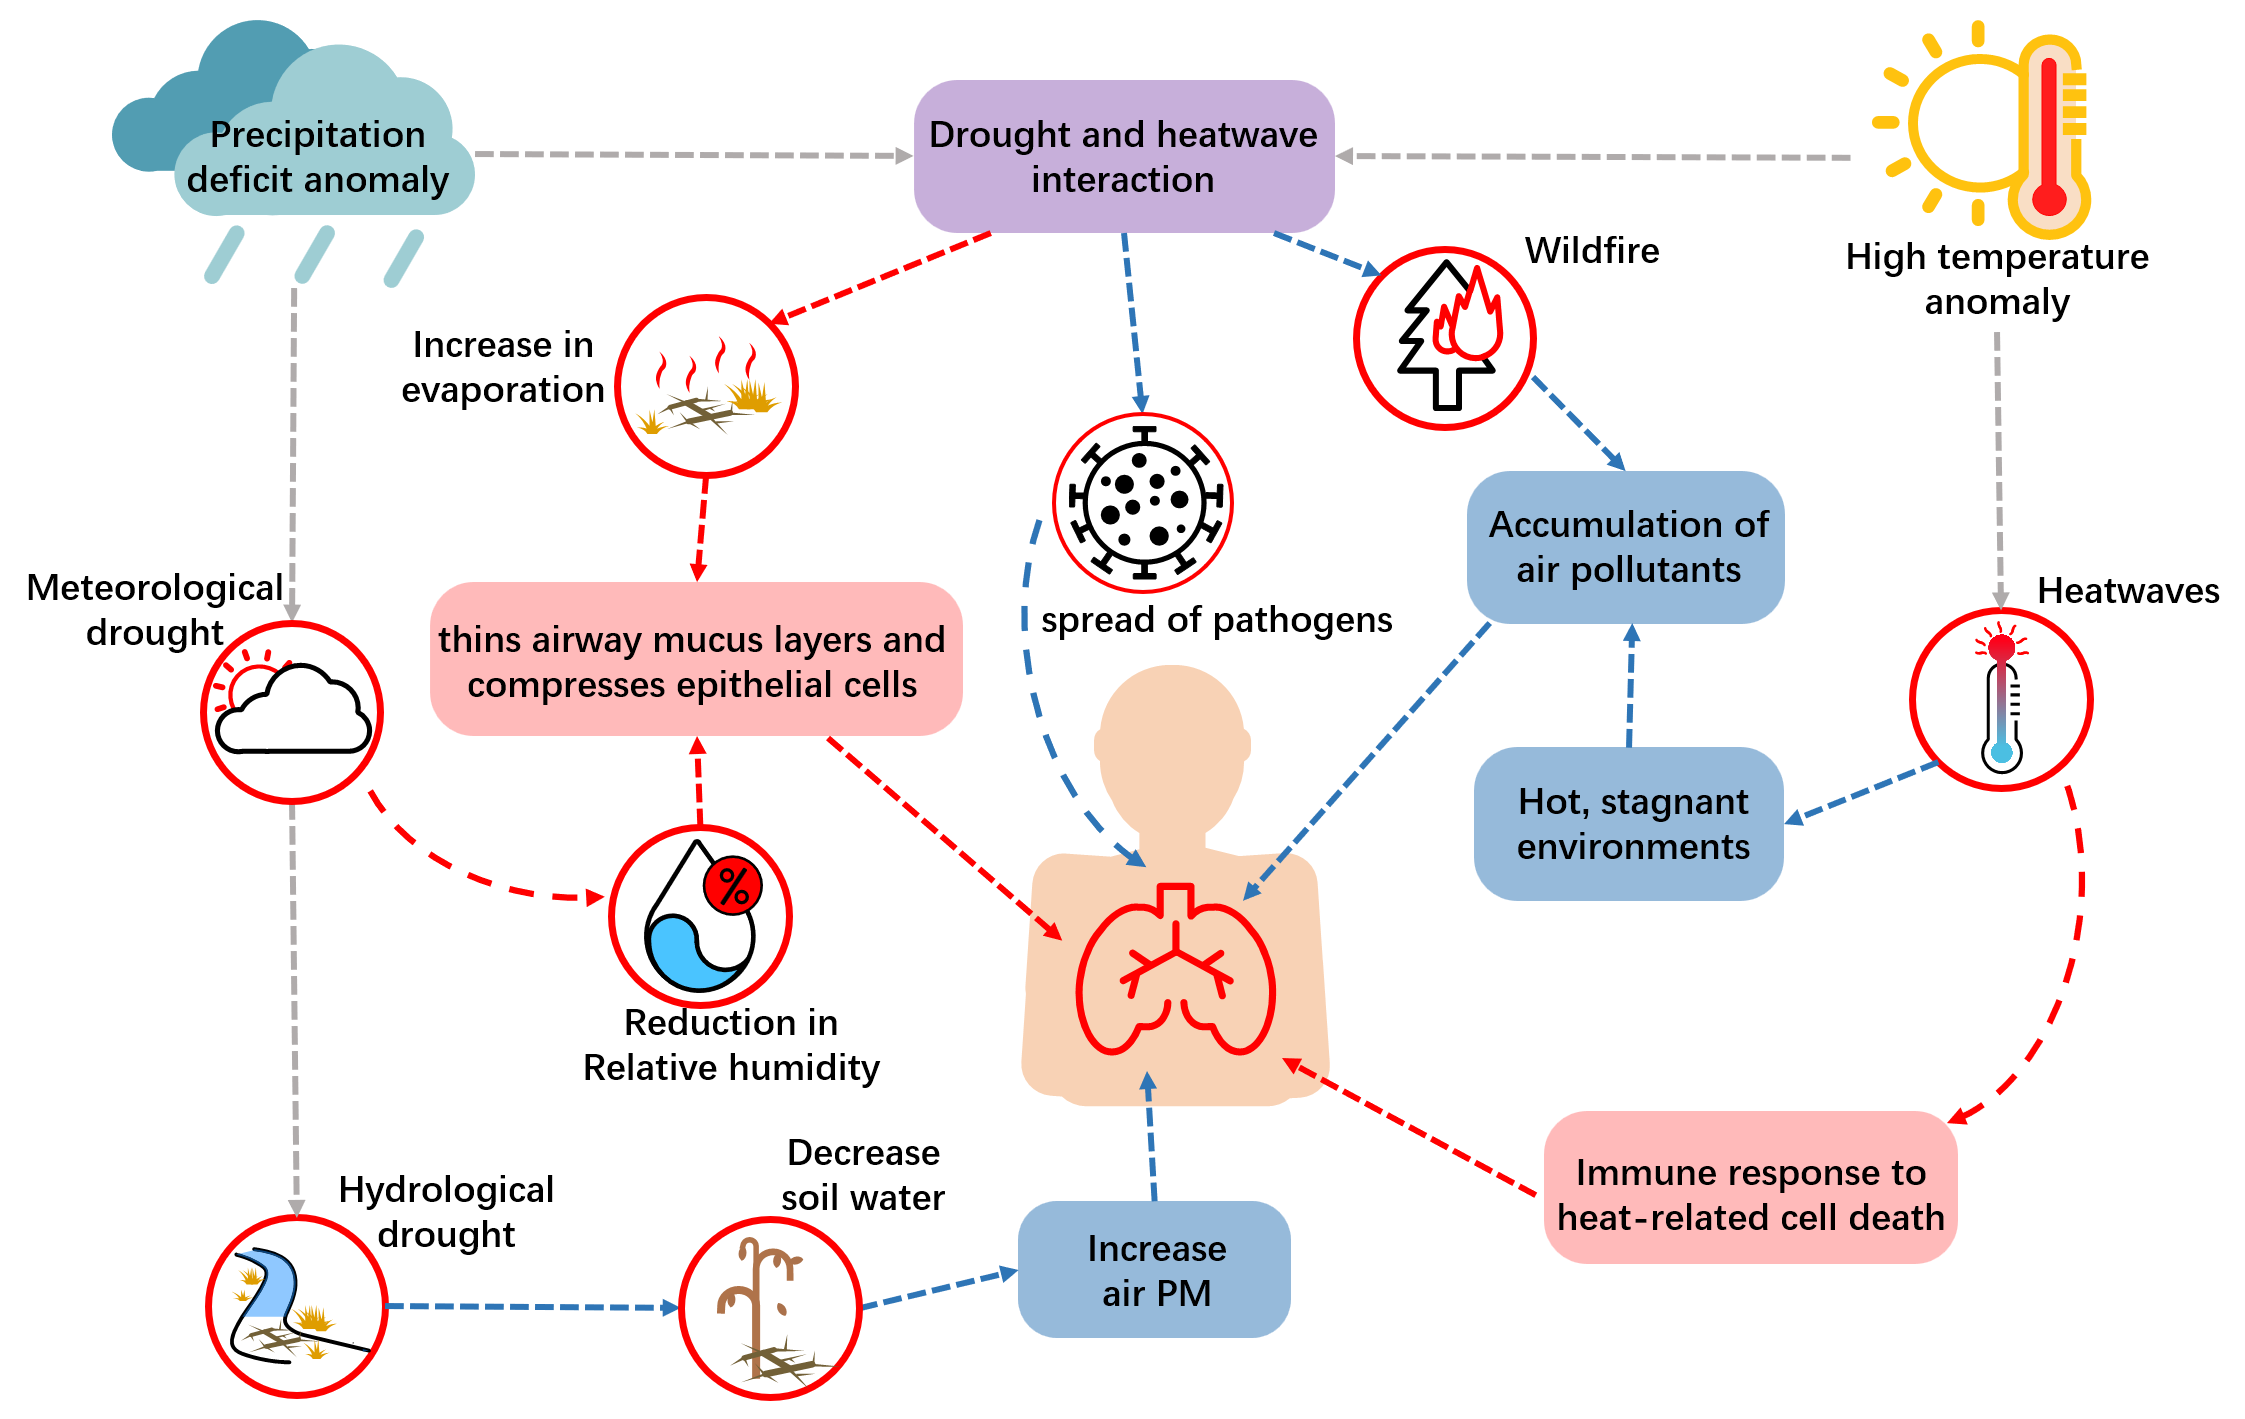 Precipitation
deficit anomaly
Drought and heatwave
interaction
High temperature
anomaly
Wildfire
Increase in
evaporation
Accumulation of
air pollutants
Meteorological
drought
thins airway mucus layers and
compresses epithelial cells
spread of pathogens
Heatwaves
Hot, stagnant
environments
%
Reduction in
Relative humidity
Decrease
soil water
Hydrological
drought
Increase
air PM
Immune response to
heat-related cell death